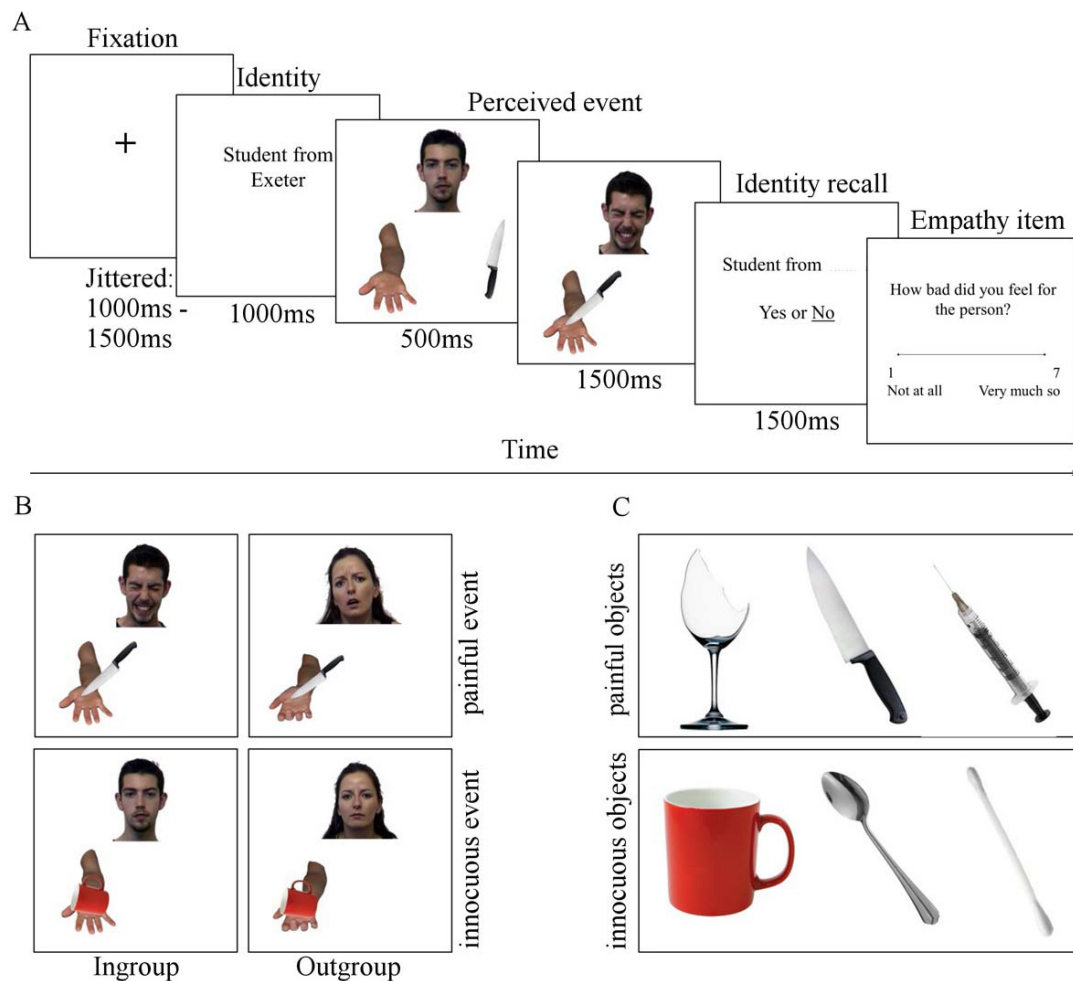 A
Fixation
Identity
Perceived event
Identity recall
Empathy item
+
Student from
Exeter
Student from ........
Yes or No
How bad did you feel for
the person?
1
7
Not at all
Very much so
Jittered:
1000ms -
1500ms
1000ms
500ms
1500ms
1500ms
Time
B
painful event
innocuous event
Ingroup
Outgroup
C
painful objects
innocuous objects